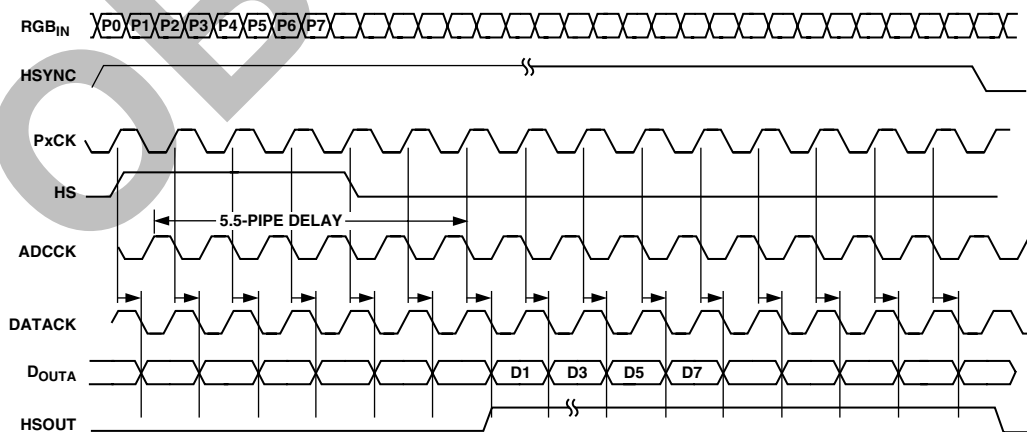 RGBIN P0 P1 P2 P3 P4 P5 P6 P7
HSYNC
PxCK
HS
5.5-PIPE DELAY
ADCCK
DATACK
DOUTA D1 D3 D5 D7
HSOUT